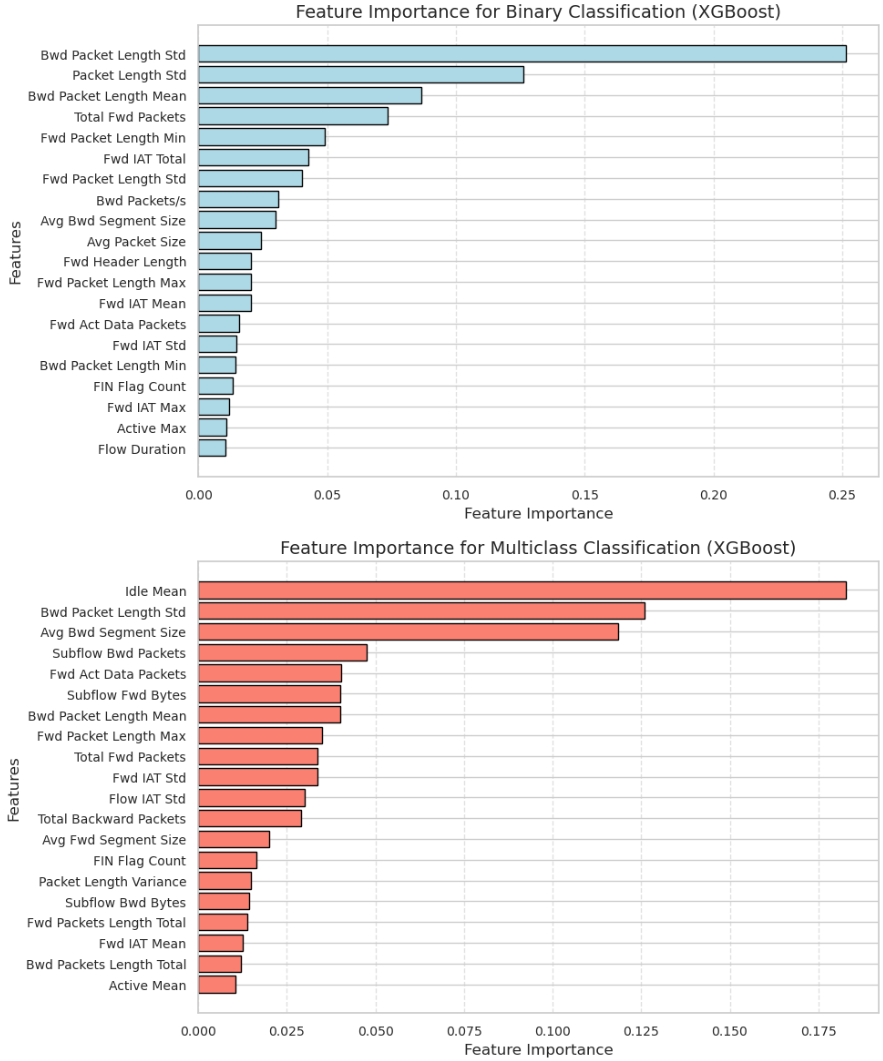 Feature Importance for Binary Classification (XGBoost)
Bwd Packet Length Std
Packet Length Std
Bwd Packet Length Mean
Total Fwd Packets
Fwd Packet Length Min
Fwd IAT Total
Fwd Packet Length Std
Bwd Packets/s
Avg Bwd Segment Size
Avg Packet Size
Fwd Header Length
Fwd Packet Length Max
Fwd IAT Mean
Fwd Act Data Packets
Fwd IAT Std
Bwd Packet Length Min
FIN Flag Count
Fwd IAT Max
Active Max
Flow Duration
Features
0.00 0.05 0.10 0.15 0.20 0.25
Feature Importance
Feature Importance for Multiclass Classification (XGBoost)
Idle Mean
Bwd Packet Length Std
Avg Bwd Segment Size
Subflow Bwd Packets
Fwd Act Data Packets
Subflow Fwd Bytes
Bwd Packet Length Mean
Fwd Packet Length Max
Total Fwd Packets
Fwd IAT Std
Flow IAT Std
Total Backward Packets
Avg Fwd Segment Size
FIN Flag Count
Packet Length Variance
Subflow Bwd Bytes
Fwd Packets Length Total
Fwd IAT Mean
Bwd Packets Length Total
Active Mean
Features
0.000 0.025 0.050 0.075 0.100 0.125 0.150 0.175
Feature Importance